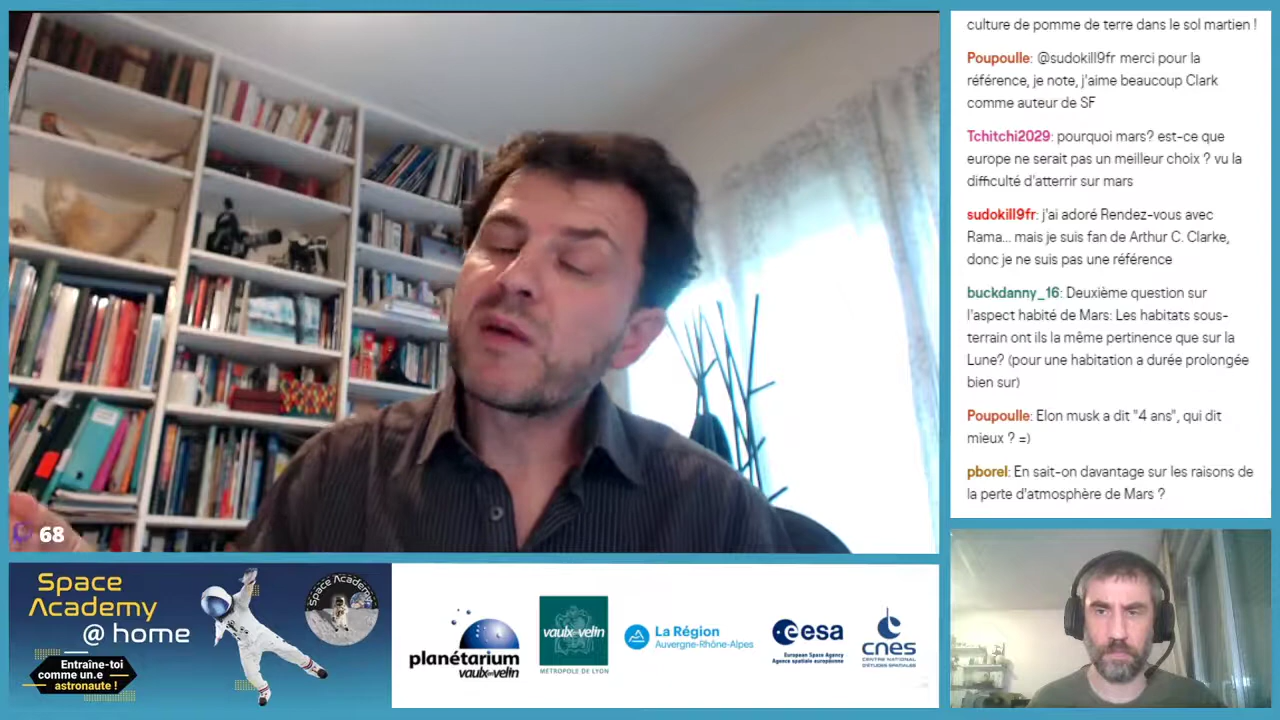 culture de pomme de terre dans le sol martien !
Poupoulle: @sudokill9fr merci pour la
référence, je note, j'aime beaucoup Clark
comme auteur de SF
Tchitchi2029: pourquoi mars? est-ce que
europe ne serait pas un meilleur choix ? vu la
difficulté d'atterrir sur mars
sudokill9fr: j'ai adoré Rendez-vous avec
Rama... mais je suis fan de Arthur C. Clarke,
donc je ne suis pas une référence
buckdanny_16: Deuxième question sur
l'aspect habité de Mars: Les habitats sous-
terrain ont ils la même pertinence que sur la
Lune? (pour une habitation a durée prolongée
bien sur)
Poupoulle: Elon musk a dit "4 ans", qui dit
mieux ? =)
pborel: En sait-on davantage sur les raisons de
la perte d'atmosphère de Mars ?
68
Space
Academy
@ home
Entraîne-toi
comme un.e
astronaute !
Space Academy
planétarium
vaulx-en-velin
vaulx-en-velin
METROPOLE DE LYON
La Région
Auvergne-Rhône-Alpes
esa
European Space Agency
Agence spatiale européenne
cnes
CENTRE NATIONAL
D'ÉTUDES SPATIALES